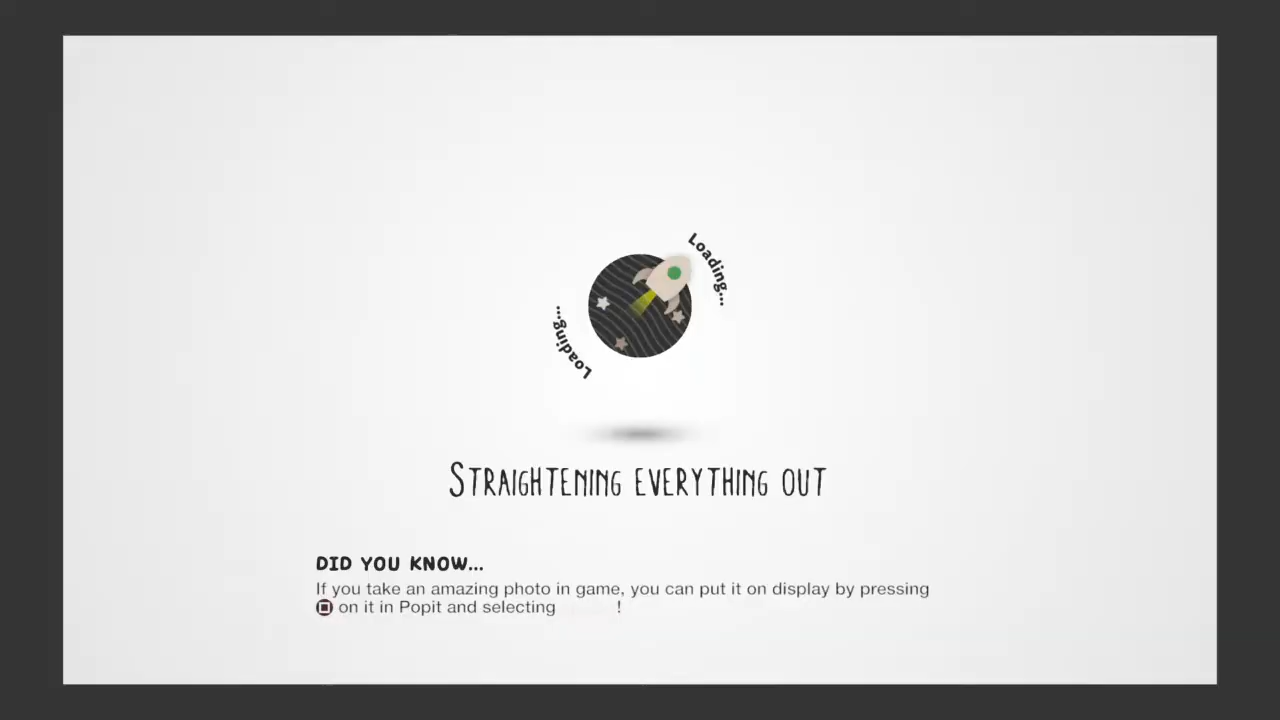 Loading...
Loading...
STRAIGHTENING EVERYTHING OUT
DID YOU KNOW...
If you take an amazing photo in game, you can put it on display by pressing
on it in Popit and selecting !